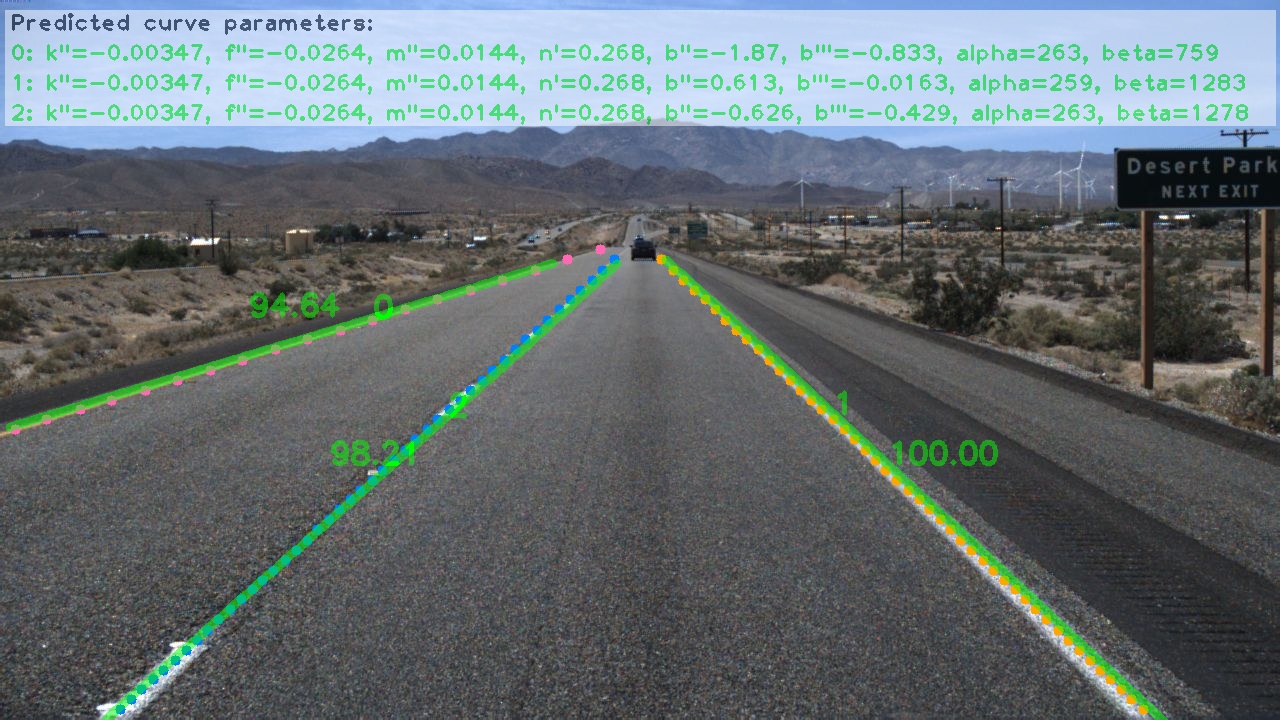 Predicted curve parameters:
0: k''=-0.00347, f''=-0.0264, m''=0.0144, n'=0.268, b''=-1.87, b'''=-0.833, alpha=263, beta=759
1: k''=-0.00347, f''=-0.0264, m''=0.0144, n'=0.268, b''=0.613, b'''=-0.0163, alpha=259, beta=1283
2: k''=-0.00347, f''=-0.0264, m''=0.0144, n'=0.268, b''=-0.626, b'''=-0.429, alpha=263, beta=1278
Desert Park
NEXT EXIT
94.64 0
1
2
98.21
100.00